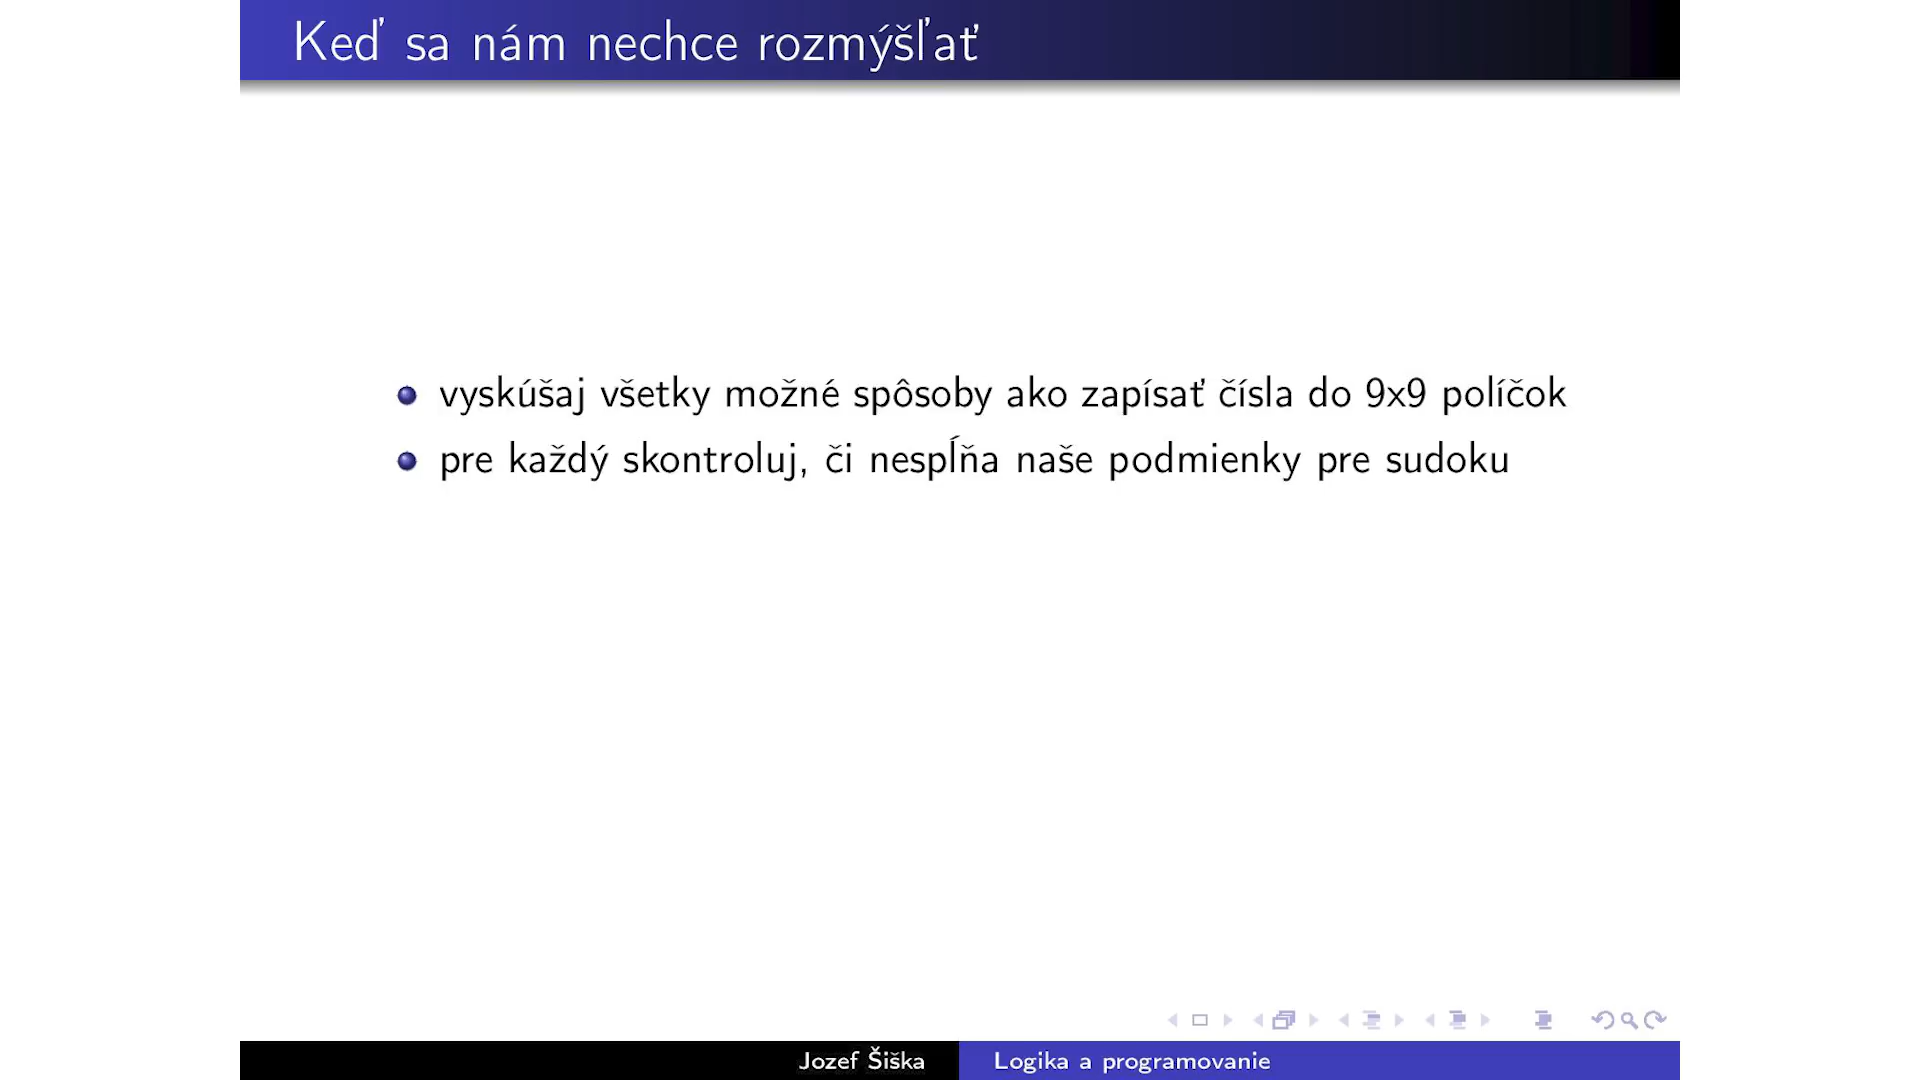 Keď sa nám nechce rozmýšľať
vyskúšaj všetky možné spôsoby ako zapísať čísla do 9x9 políčok
pre každý skontroluj, či nespĺňa naše podmienky pre sudoku
Jozef Šiška
Logika a programovanie